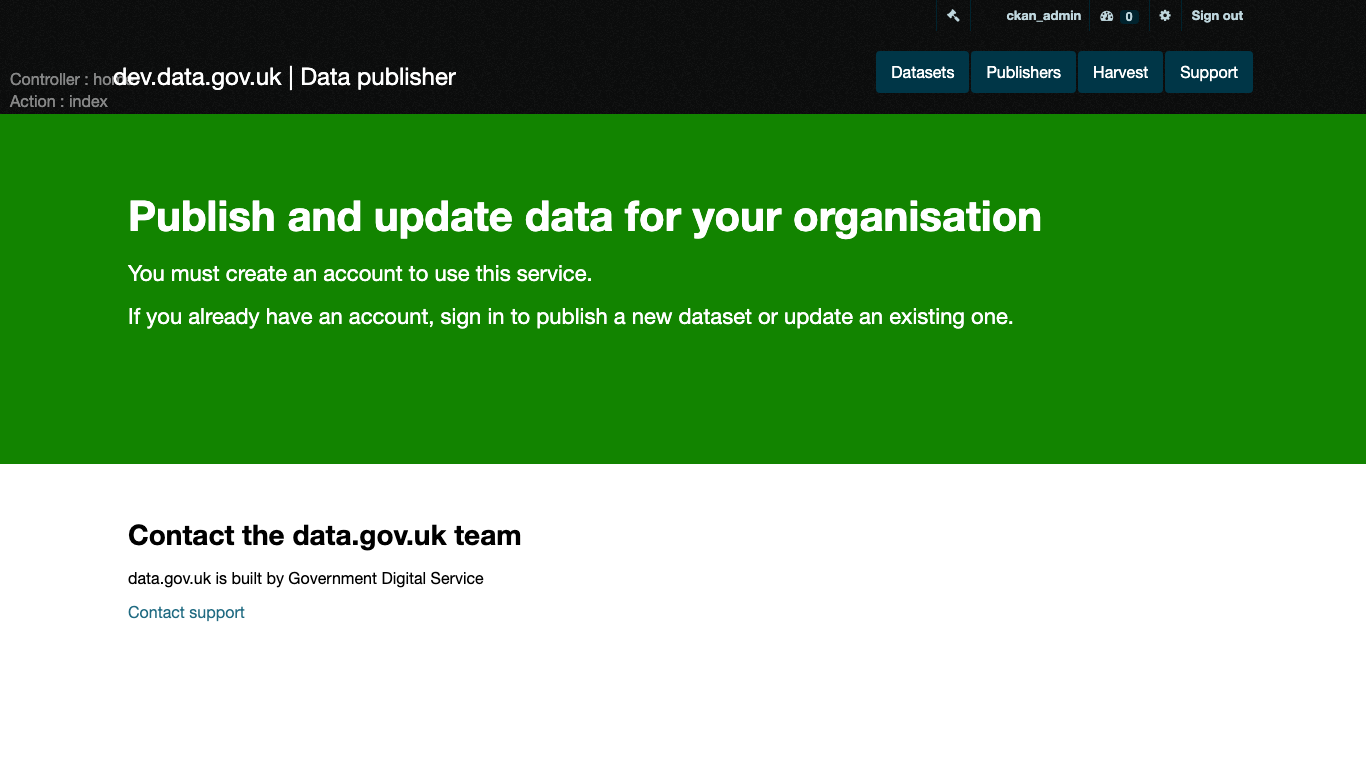 ckan_admin 0 Sign out
dev.data.gov.uk | Data publisher
Datasets Publishers Harvest Support
Controller : home
Action : index
Publish and update data for your organisation
You must create an account to use this service.
If you already have an account, sign in to publish a new dataset or update an existing one.
Contact the data.gov.uk team
data.gov.uk is built by Government Digital Service
Contact support